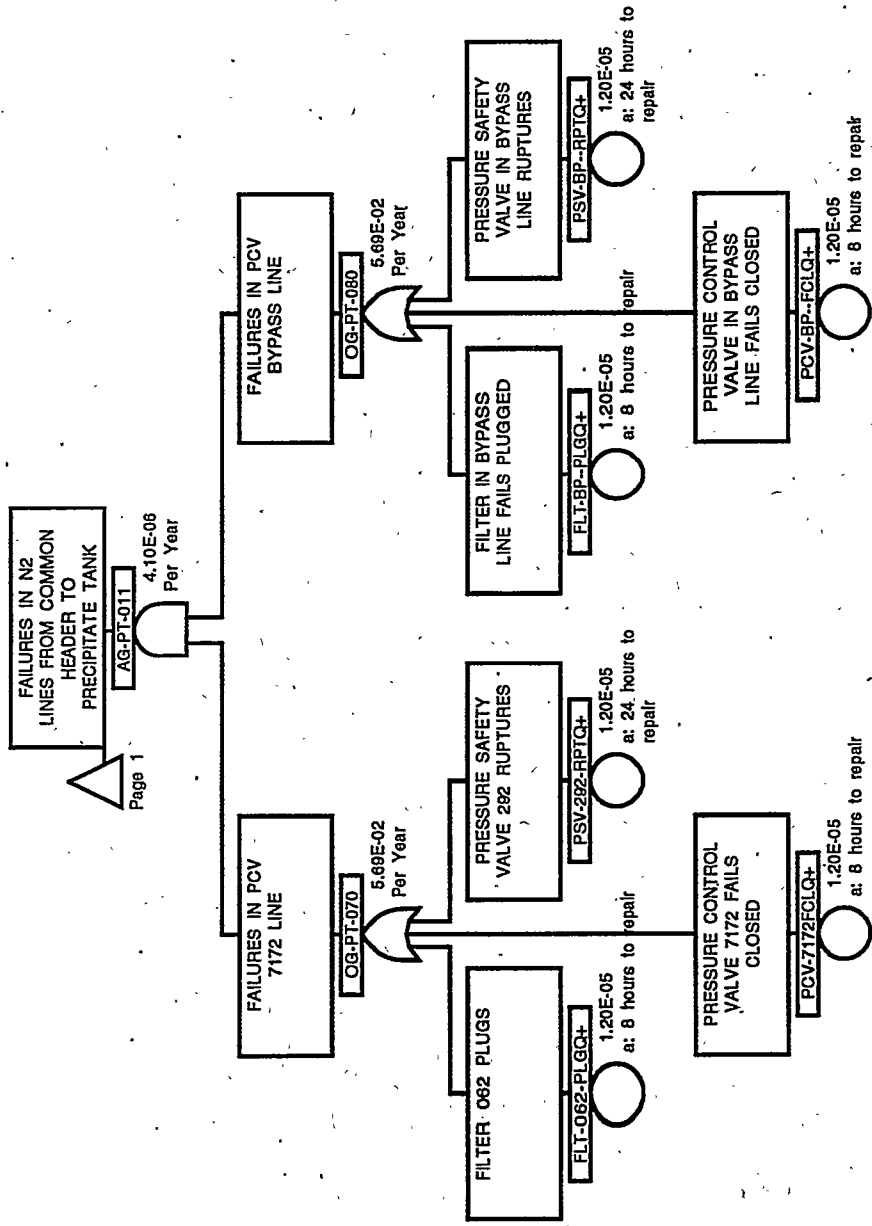 FAILURES IN N2
LINES FROM COMMON
HEADER TO
PRECIPITATE TANK
Page 1
AG-PT-011
4.10E-06
Per Year
FAILURES IN PCV
7172 LINE
OG-PT-070
5.69E-02
Per Year
FAILURES IN PCV
BYPASS LINE
OG-PT-080
5.69E-02
Per Year
FILTER 062 PLUGS
FLT-062-PLGQ+
1.20E-05
a: 8 hours to repair
PRESSURE SAFETY
VALVE 292 RUPTURES
PSV-292-RPTQ+
1.20E-05
a: 24 hours to
repair
FILTER IN BYPASS
LINE FAILS PLUGGED
FLT-BP--PLGQ+
1.20E-05
a: 8 hours to repair
PRESSURE SAFETY
VALVE IN BYPASS
LINE RUPTURES
PSV-BP--RPTQ+
1.20E-05
a: 24 hours to
repair
PRESSURE CONTROL
VALVE 7172 FAILS
CLOSED
PCV-7172FCLQ+
1.20E-05
a: 8 hours to repair
PRESSURE CONTROL
VALVE IN BYPASS
LINE FAILS CLOSED
PCV-BP--FCLQ+
1.20E-05
a: 8 hours to repair